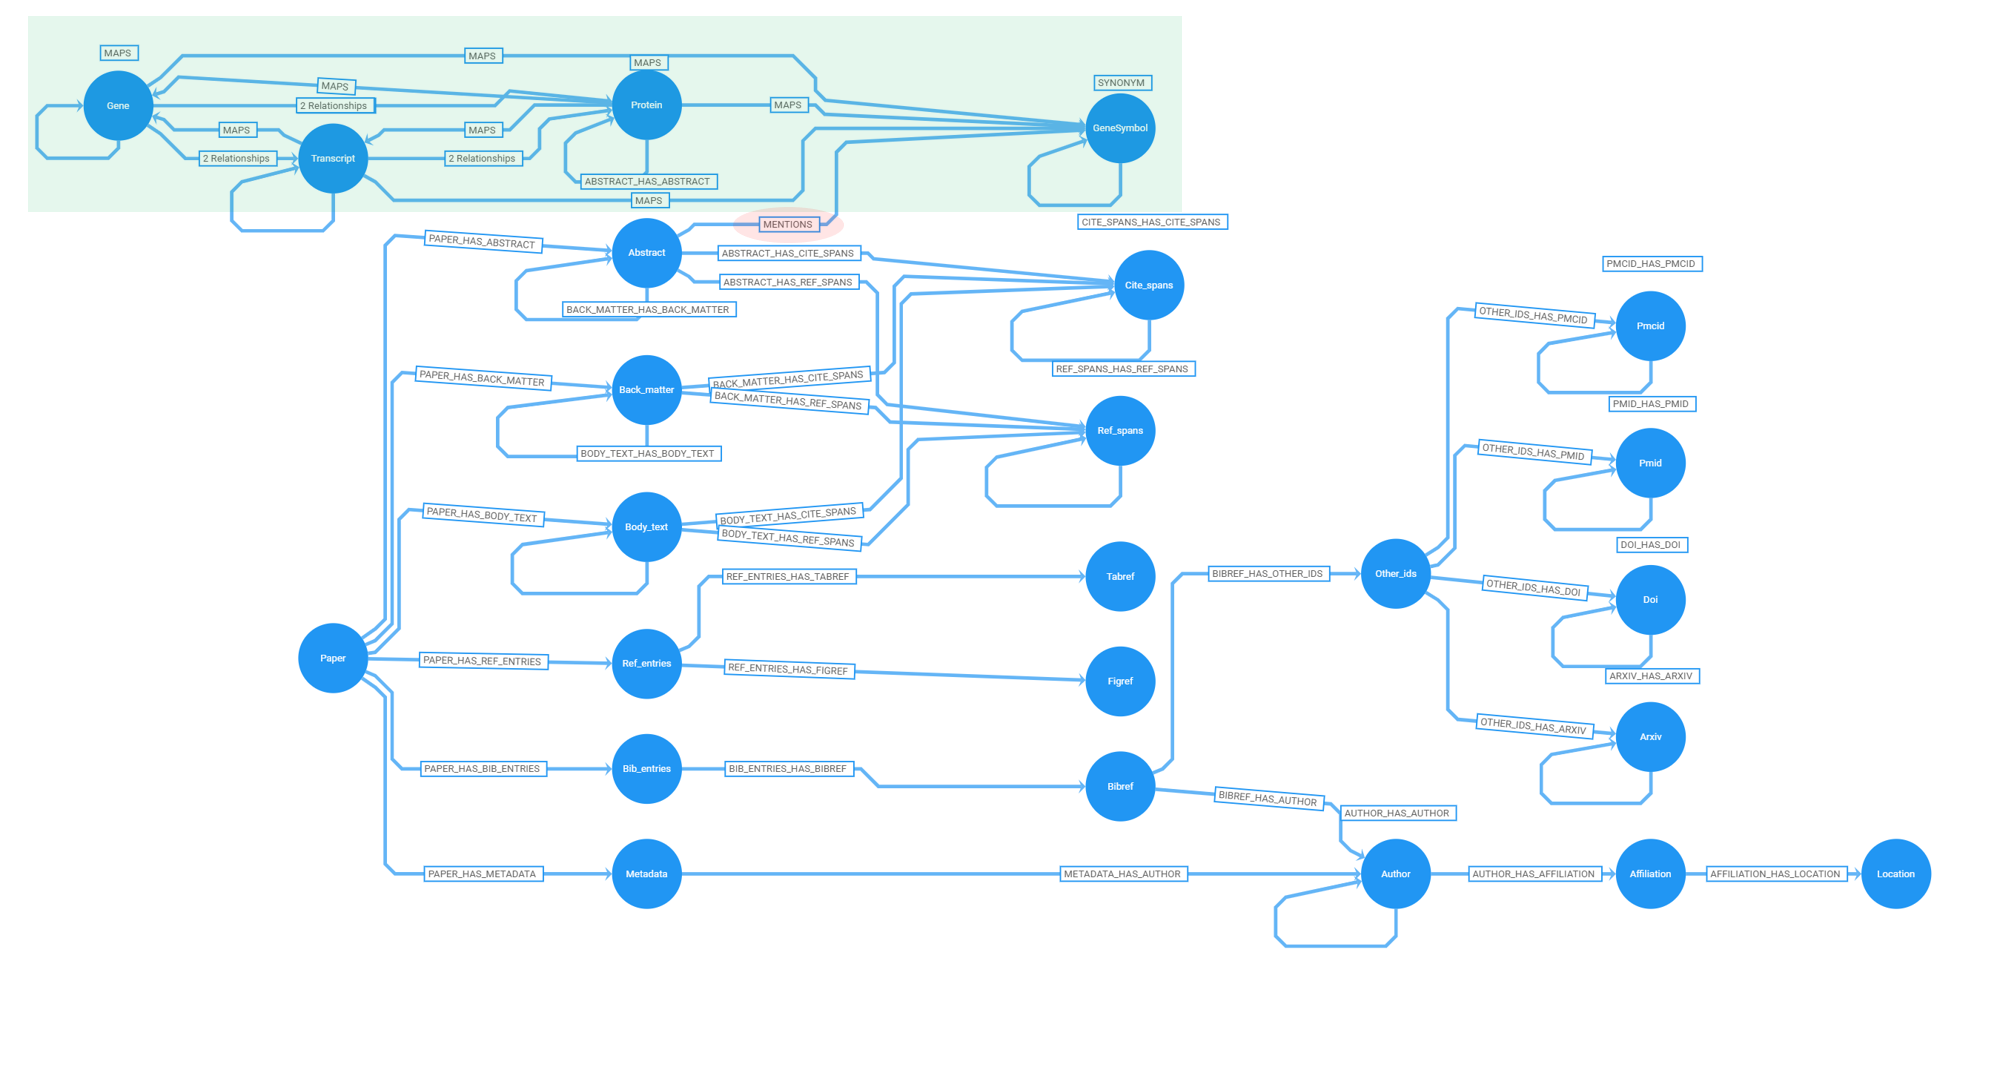 MAPS
MAPS
MAPS
SYNONYM
MAPS
Gene
2 Relationships
Protein
MAPS
GeneSymbol
MAPS
MAPS
2 Relationships
Transcript
2 Relationships
ABSTRACT_HAS_ABSTRACT
MAPS
MENTIONS
CITE_SPANS_HAS_CITE_SPANS
PAPER_HAS_ABSTRACT
Abstract
ABSTRACT_HAS_CITE_SPANS
ABSTRACT_HAS_REF_SPANS
Cite_spans
PMCID_HAS_PMCID
BACK_MATTER_HAS_BACK_MATTER
OTHER_IDS_HAS_PMCID
Pmcid
REF_SPANS_HAS_REF_SPANS
PAPER_HAS_BACK_MATTER
Back_matter
BACK_MATTER_HAS_CITE_SPANS
BACK_MATTER_HAS_REF_SPANS
PMID_HAS_PMID
Ref_spans
BODY_TEXT_HAS_BODY_TEXT
OTHER_IDS_HAS_PMID
Pmid
PAPER_HAS_BODY_TEXT
Body_text
BODY_TEXT_HAS_CITE_SPANS
BODY_TEXT_HAS_REF_SPANS
DOI_HAS_DOI
REF_ENTRIES_HAS_TABREF
Tabref
BIBREF_HAS_OTHER_IDS
Other_ids
OTHER_IDS_HAS_DOI
Doi
Paper
PAPER_HAS_REF_ENTRIES
Ref_entries
REF_ENTRIES_HAS_FIGREF
Figref
ARXIV_HAS_ARXIV
OTHER_IDS_HAS_ARXIV
Arxiv
PAPER_HAS_BIB_ENTRIES
Bib_entries
BIB_ENTRIES_HAS_BIBREF
Bibref
BIBREF_HAS_AUTHOR
AUTHOR_HAS_AUTHOR
PAPER_HAS_METADATA
Metadata
METADATA_HAS_AUTHOR
Author
AUTHOR_HAS_AFFILIATION
Affiliation
AFFILIATION_HAS_LOCATION
Location